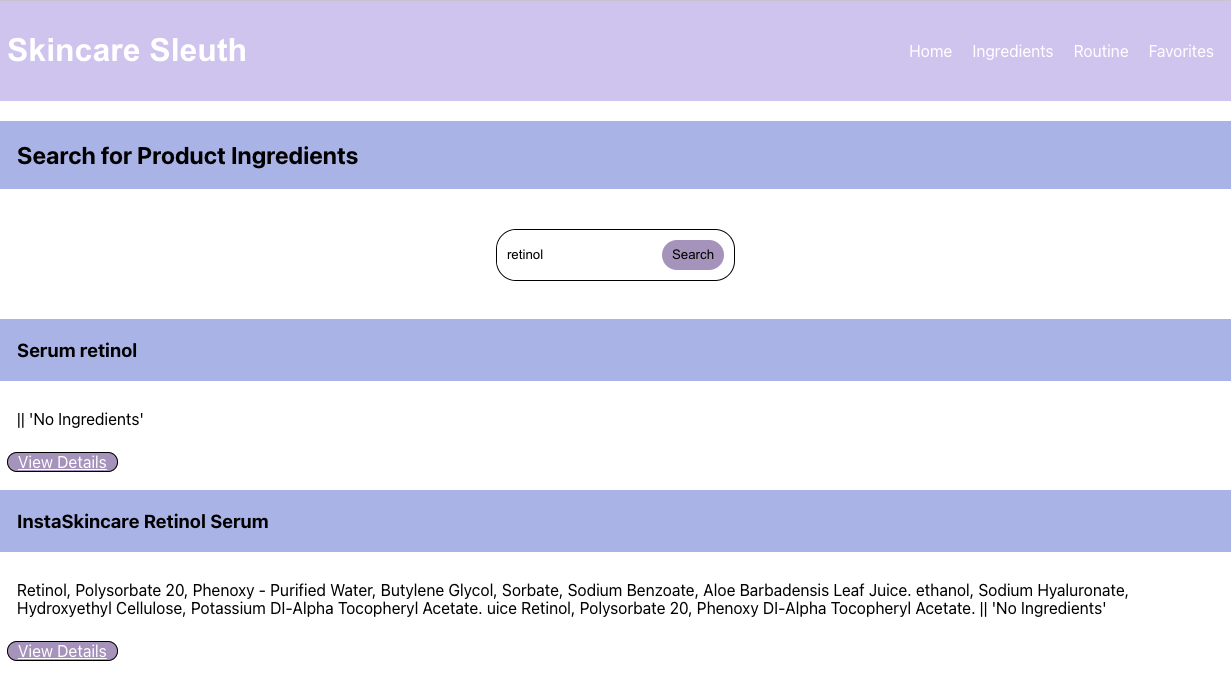 Skincare Sleuth
Home Ingredients Routine Favorites
Search for Product Ingredients
retinol Search
Serum retinol
|| 'No Ingredients'
View Details
InstaSkincare Retinol Serum
Retinol, Polysorbate 20, Phenoxy - Purified Water, Butylene Glycol, Sorbate, Sodium Benzoate, Aloe Barbadensis Leaf Juice. ethanol, Sodium Hyaluronate,
Hydroxyethyl Cellulose, Potassium DI-Alpha Tocopheryl Acetate. uice Retinol, Polysorbate 20, Phenoxy DI-Alpha Tocopheryl Acetate. || 'No Ingredients'
View Details